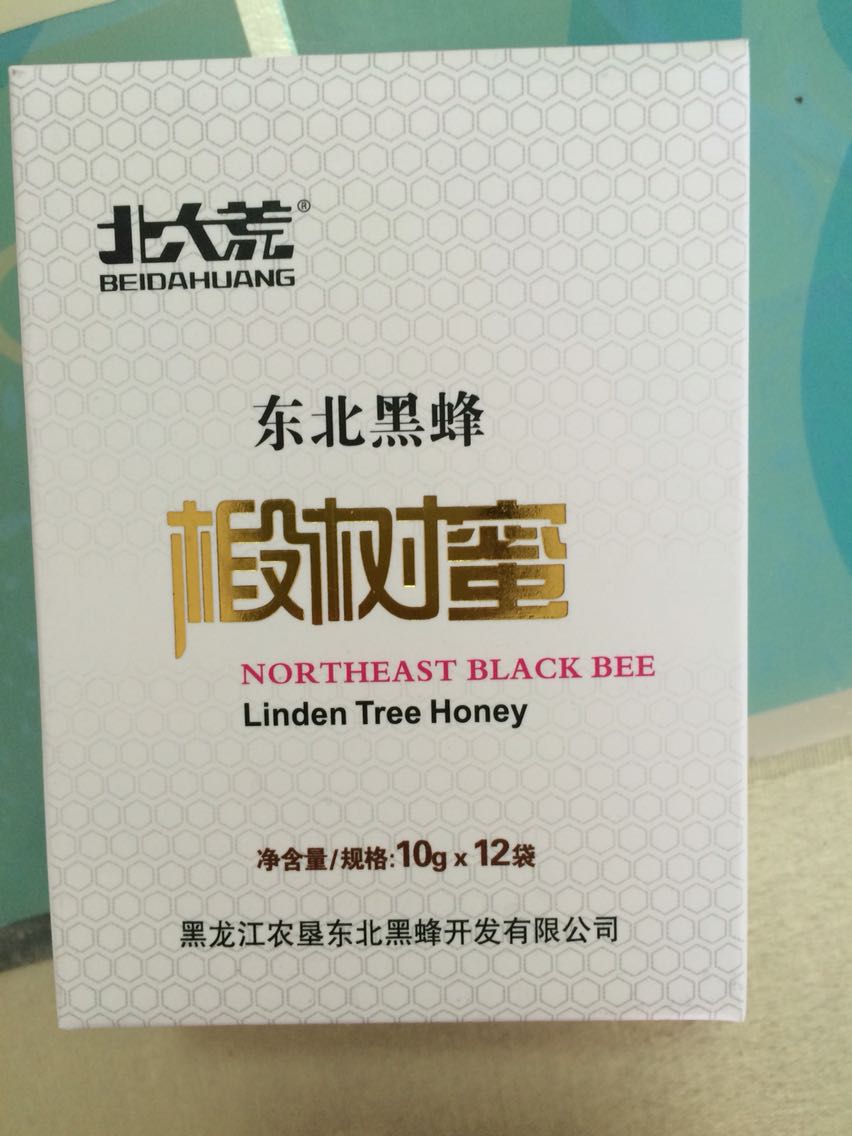 北大荒®
BEIDAHUANG
东北黑蜂
椴树蜜
NORTHEAST BLACK BEE
Linden Tree Honey
净含量/规格:10g x 12袋
黑龙江农垦东北黑蜂开发有限公司